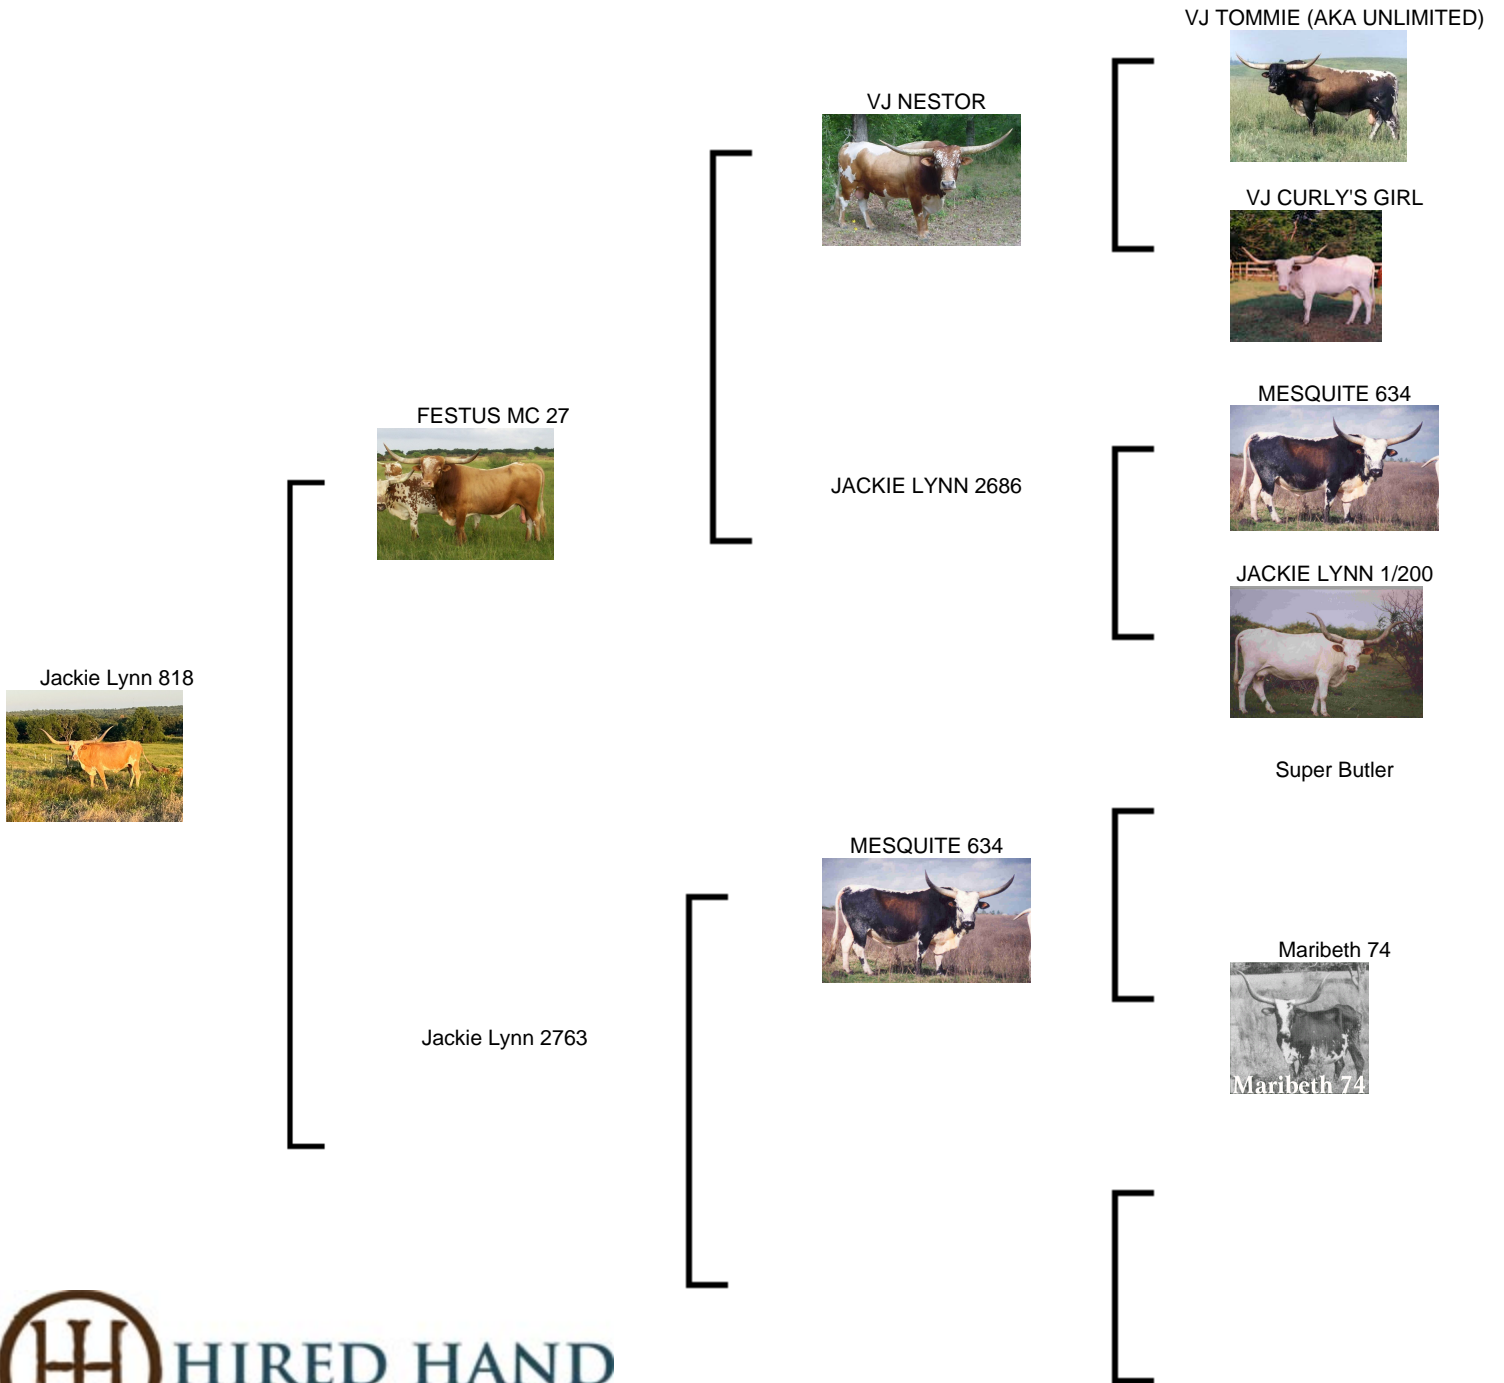 VJ TOMMIE (AKA UNLIMITED)
VJ NESTOR
VJ CURLY'S GIRL
FESTUS MC 27
MESQUITE 634
JACKIE LYNN 2686
JACKIE LYNN 1/200
Jackie Lynn 818
Super Butler
MESQUITE 634
Maribeth 74
Maribeth 74
Jackie Lynn 2763
HIRED HAND